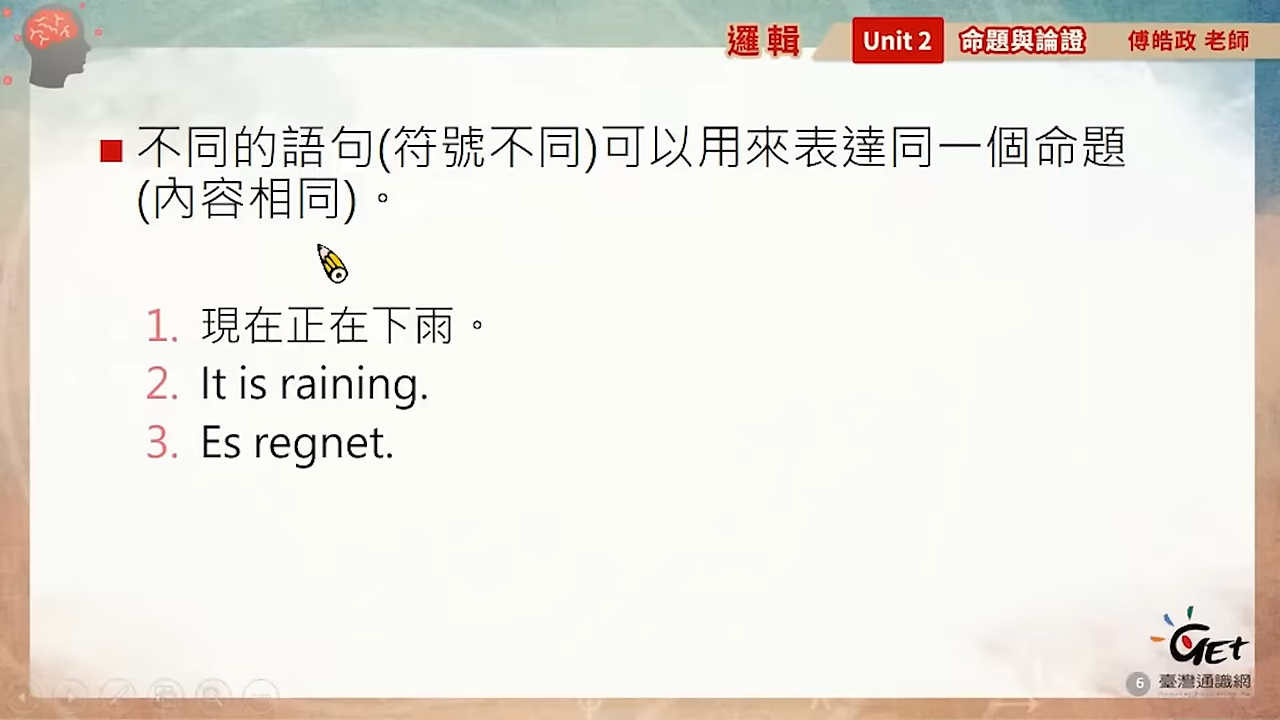 邏輯 Unit 2 命題與論證 傅皓政 老師
■ 不同的語句(符號不同)可以用來表達同一個命題
(內容相同)。
1. 現在正在下雨。
2. It is raining.
3. Es regnet.
GET
6 臺灣通識網